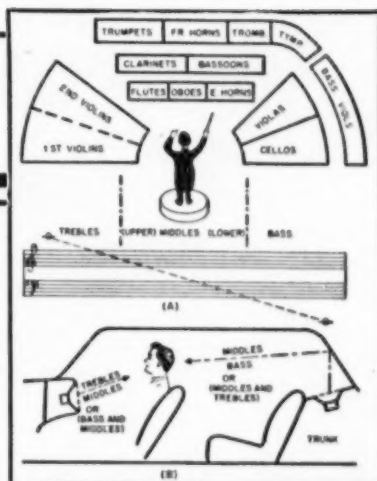 TRUMPETS FR HORNS TROMB TYMP
CLARINETS BASSOONS BASS VIOLS
FLUTES OBOES E HORNS
2ND VIOLINS VIOLAS
1ST VIOLINS CELLOS
TREBLES (UPPER) MIDDLES (LOWER) BASS
(A)
MIDDLES
BASS
OR
(MIDDLES AND
TREBLES)
TREBLES
MIDDLES
OR
(BASS AND
MIDDLES)
TRUNK
(B)